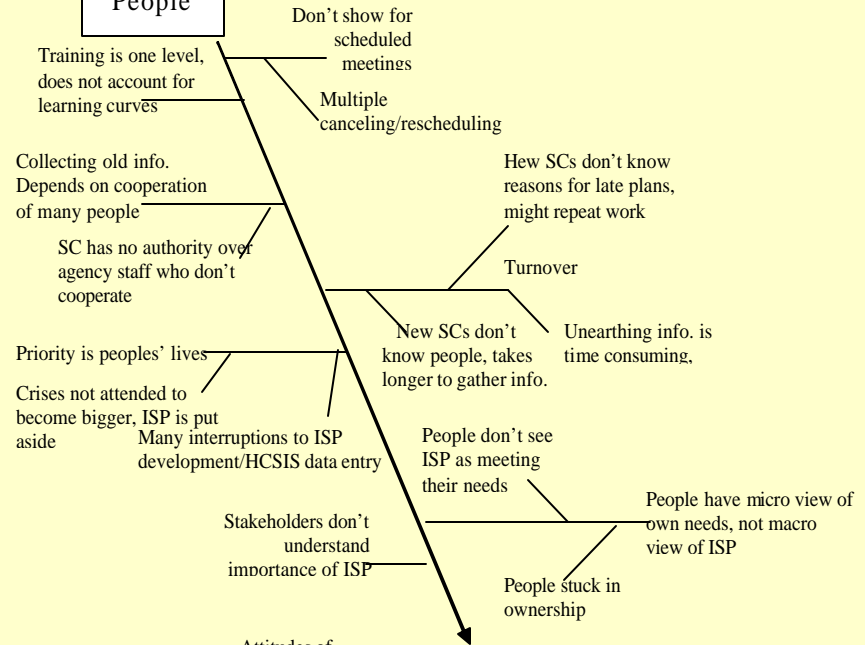 People
Don't show for
scheduled
meetings
Training is one level,
does not account for
learning curves
Multiple
canceling/rescheduling
Collecting old info.
Depends on cooperation
of many people
Hew SCs don't know
reasons for late plans,
might repeat work
SC has no authority over
agency staff who don't
cooperate
Turnover
New SCs don't
know people, takes
longer to gather info.
Unearthing info. is
time consuming,
Priority is peoples' lives
Crises not attended to
become bigger, ISP is put
aside
Many interruptions to ISP
development/HCSIS data entry
People don't see
ISP as meeting
their needs
People have micro view of
own needs, not macro
view of ISP
Stakeholders don't
understand
importance of ISP
People stuck in
ownership
Attitudes of